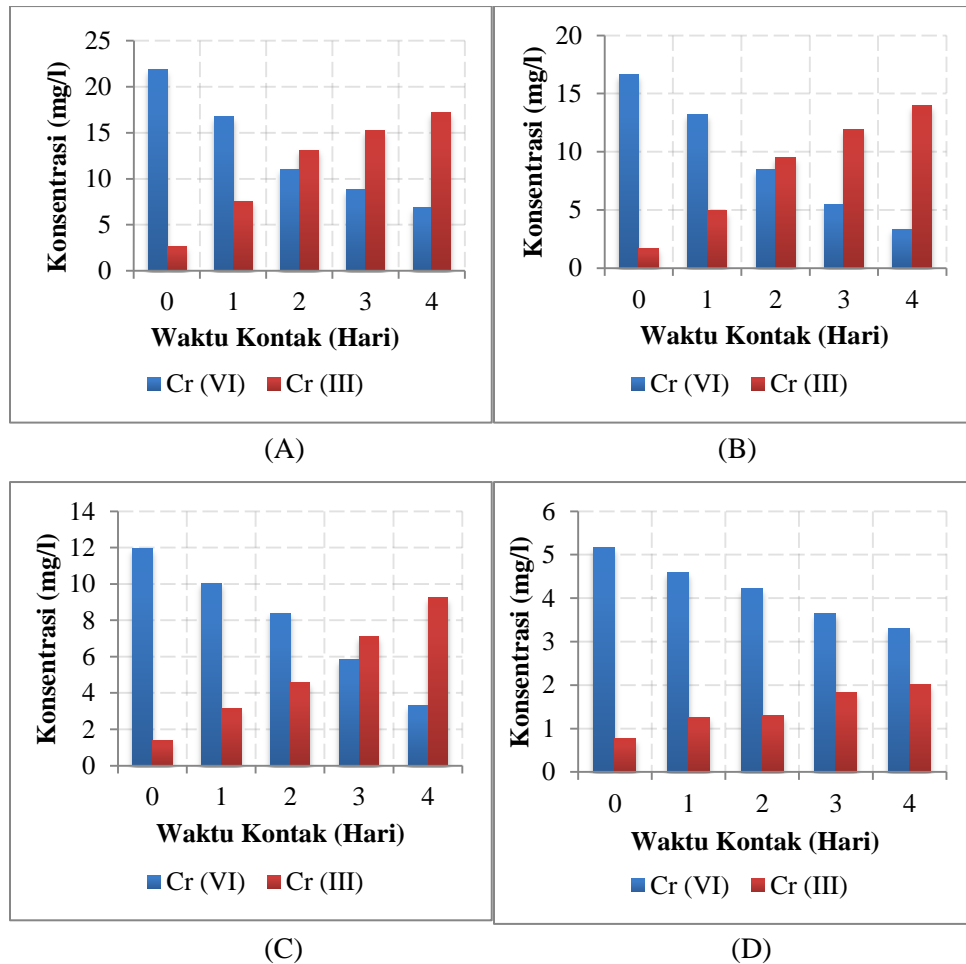 25
20
15
10
5
0
Konsentrasi (mg/l)
0 1 2 3 4
Waktu Kontak (Hari)
Cr (VI) Cr (III)
(A)
20
15
10
5
0
Konsentrasi (mg/l)
0 1 2 3 4
Waktu Kontak (Hari)
Cr (VI) Cr (III)
(B)
14
12
10
8
6
4
2
0
Konsentrasi (mg/l)
0 1 2 3 4
Waktu Kontak (Hari)
Cr (VI) Cr (III)
(C)
6
5
4
3
2
1
0
Konsentrasi (mg/l)
0 1 2 3 4
Waktu Kontak (Hari)
Cr (VI) Cr (III)
(D)